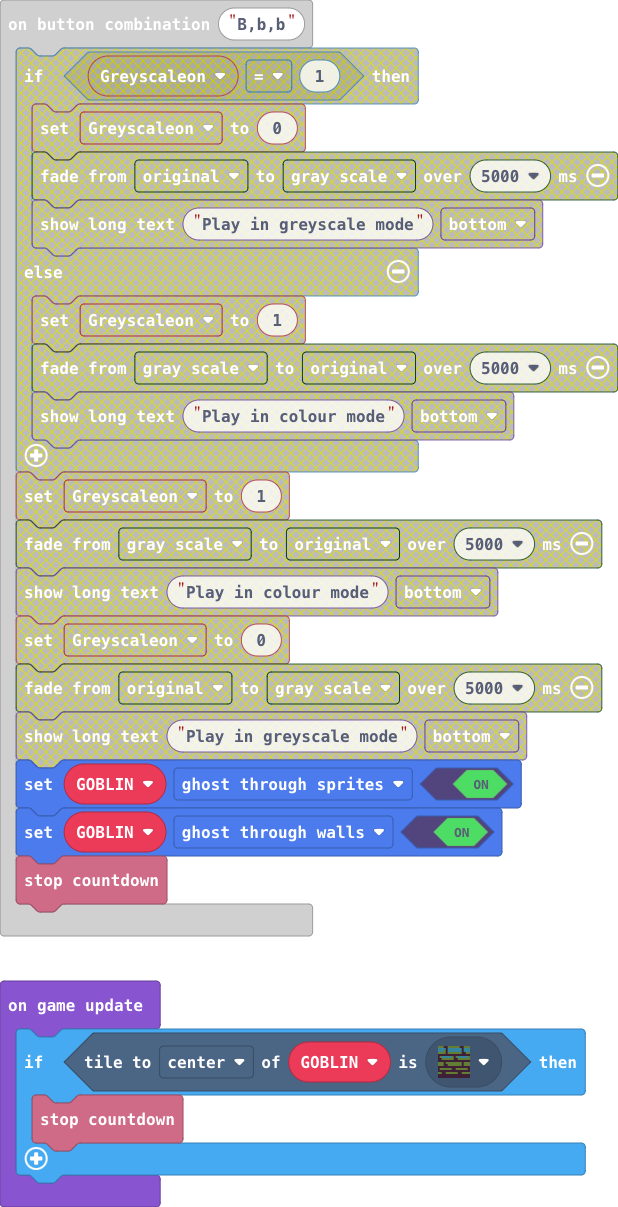 on button combination "B,b,b"
if Greyscaleon = 1 then
set Greyscaleon to 0
fade from original to gray scale over 5000 ms
show long text "Play in greyscale mode" bottom
else
set Greyscaleon to 1
fade from gray scale to original over 5000 ms
show long text "Play in colour mode" bottom
set Greyscaleon to 1
fade from gray scale to original over 5000 ms
show long text "Play in colour mode" bottom
set Greyscaleon to 0
fade from original to gray scale over 5000 ms
show long text "Play in greyscale mode" bottom
set GOBLIN ghost through sprites ON
set GOBLIN ghost through walls ON
stop countdown
on game update
if tile to center of GOBLIN is then
stop countdown